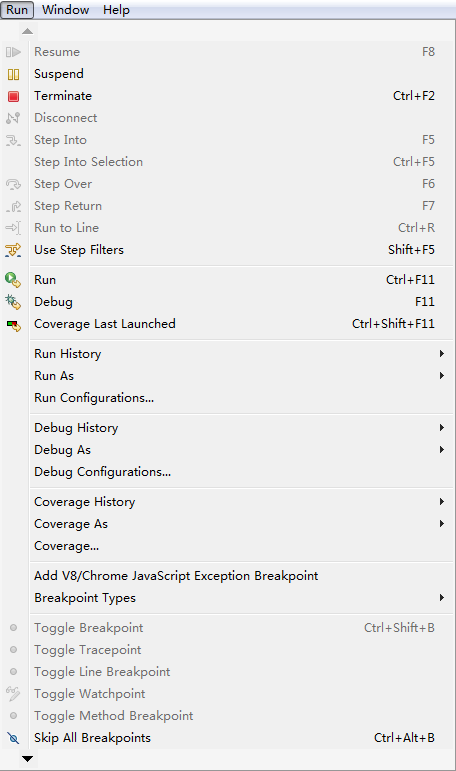 Run Window Help
Resume F8
Suspend
Terminate Ctrl+F2
Disconnect
Step Into F5
Step Into Selection Ctrl+F5
Step Over F6
Step Return F7
Run to Line Ctrl+R
Use Step Filters Shift+F5
Run Ctrl+F11
Debug F11
Coverage Last Launched Ctrl+Shift+F11
Run History
Run As
Run Configurations...
Debug History
Debug As
Debug Configurations...
Coverage History
Coverage As
Coverage...
Add V8/Chrome JavaScript Exception Breakpoint
Breakpoint Types
Toggle Breakpoint Ctrl+Shift+B
Toggle Tracepoint
Toggle Line Breakpoint
Toggle Watchpoint
Toggle Method Breakpoint
Skip All Breakpoints Ctrl+Alt+B